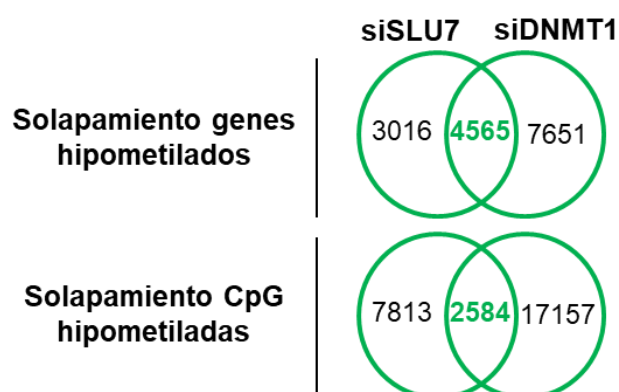 siSLU7 siDNMT1
Solapamiento genes
hipometilados
3016 4565 7651
Solapamiento CpG
hipometiladas
7813 2584 17157